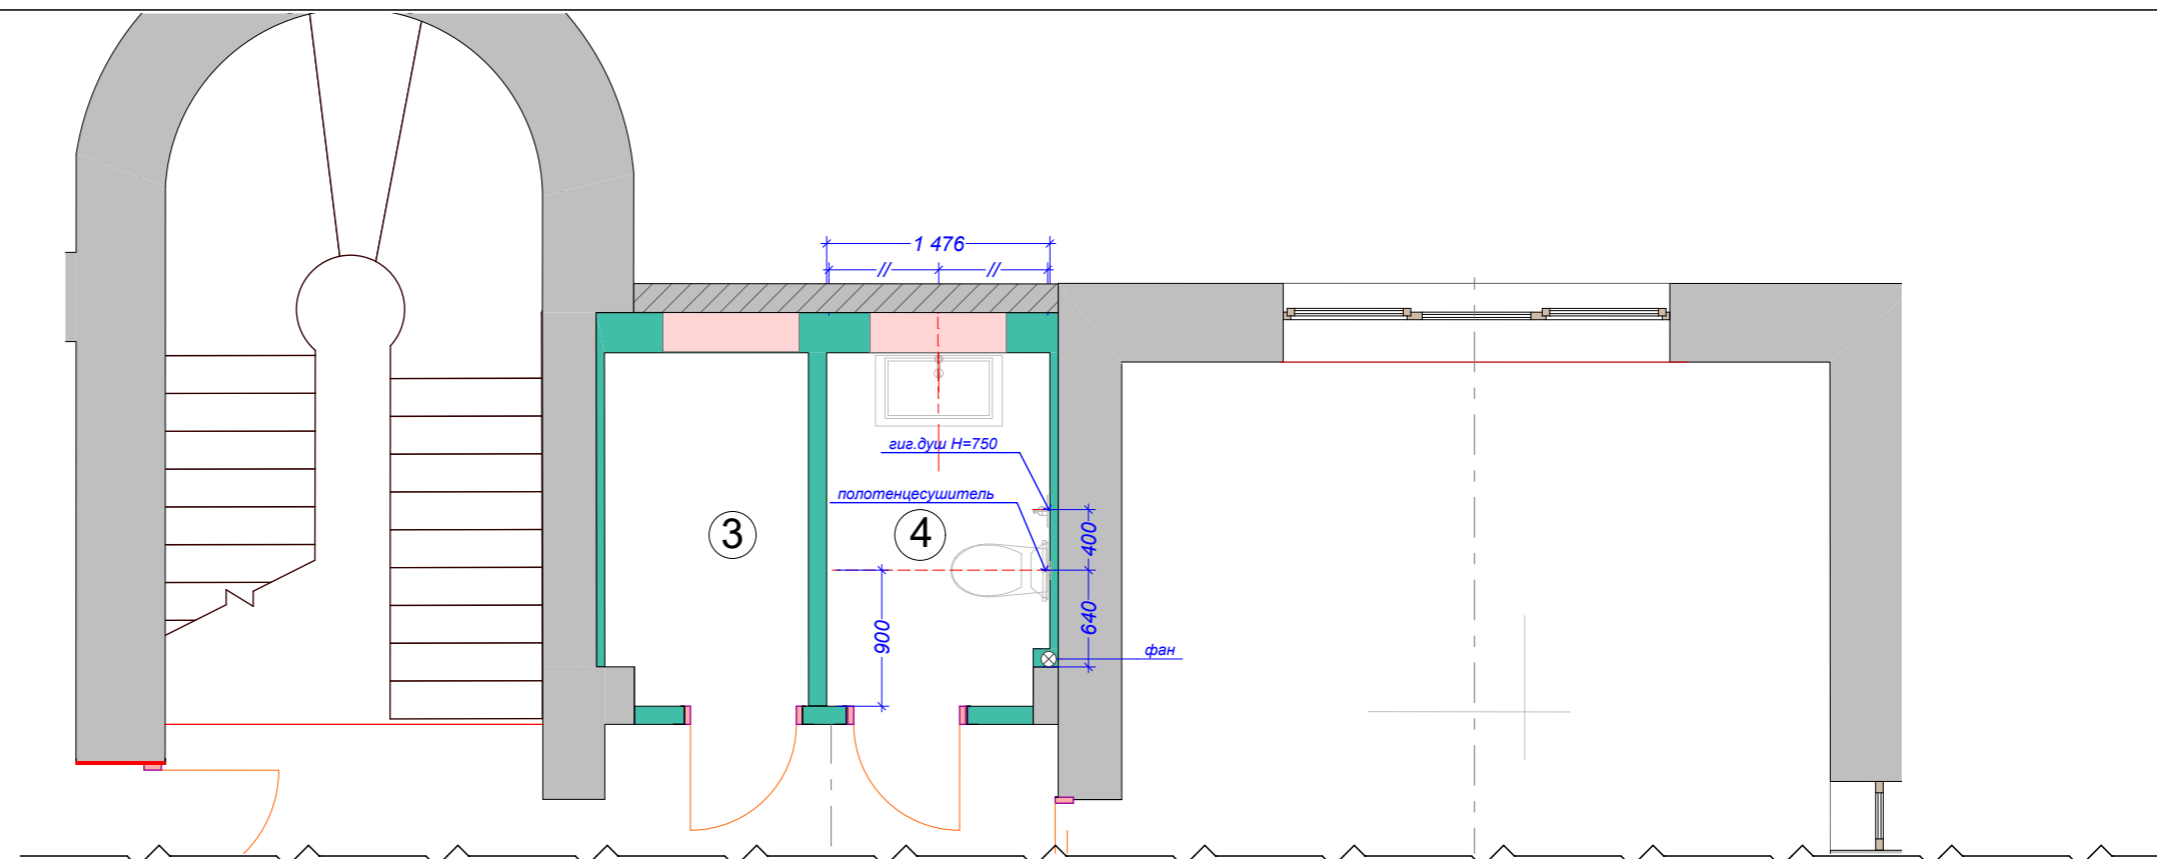 1 476
// //
гиг.душ H=750
полотенцесушитель
3
4
400
900
640
фан